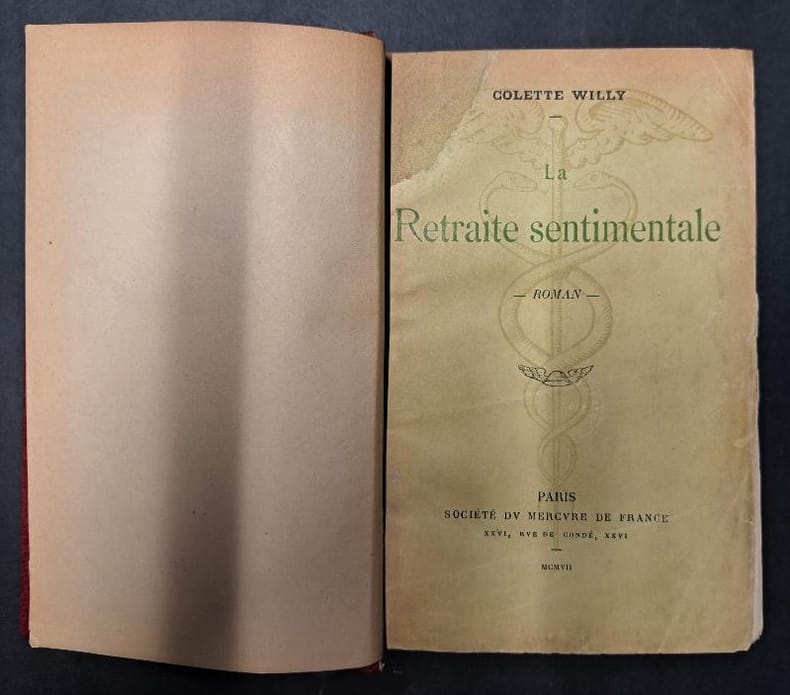 COLETTE WILLY
La
Retraite sentimentale
— ROMAN —
PARIS
SOCIÉTÉ DV MERCVRE DE FRANCE
XXVI, RVE DE CONDÉ, XXVI
MCMVII